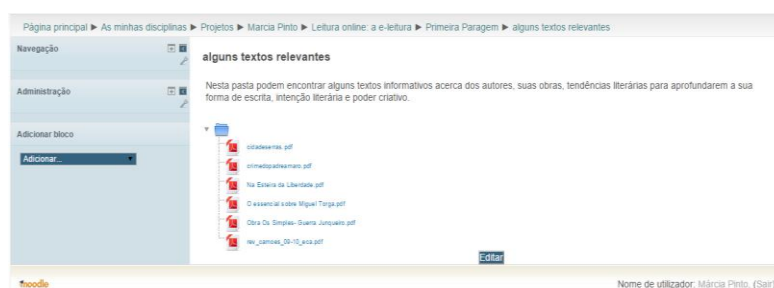 Página principal ► As minhas disciplinas ► Projetos ► Marcia Pinto ► Leitura online: a e-leitura ► Primeira Paragem ► alguns textos relevantes
Navegação
Administração
Adicionar bloco
Adicionar...
alguns textos relevantes
Nesta pasta podem encontrar alguns textos informativos acerca dos autores, suas obras, tendências literárias para aprofundarem a sua
forma de escrita, intenção literária e poder criativo.
cidadeserras.pdf
crimedopadreamaro.pdf
Na Esteira da Liberdade.pdf
O essencial sobre Miguel Torga.pdf
Obra Os Simples- Guerra Junqueiro.pdf
rev_camoes_09-10_eca.pdf
Editar
moodle
Nome de utilizador: Márcia Pinto. (Sair)